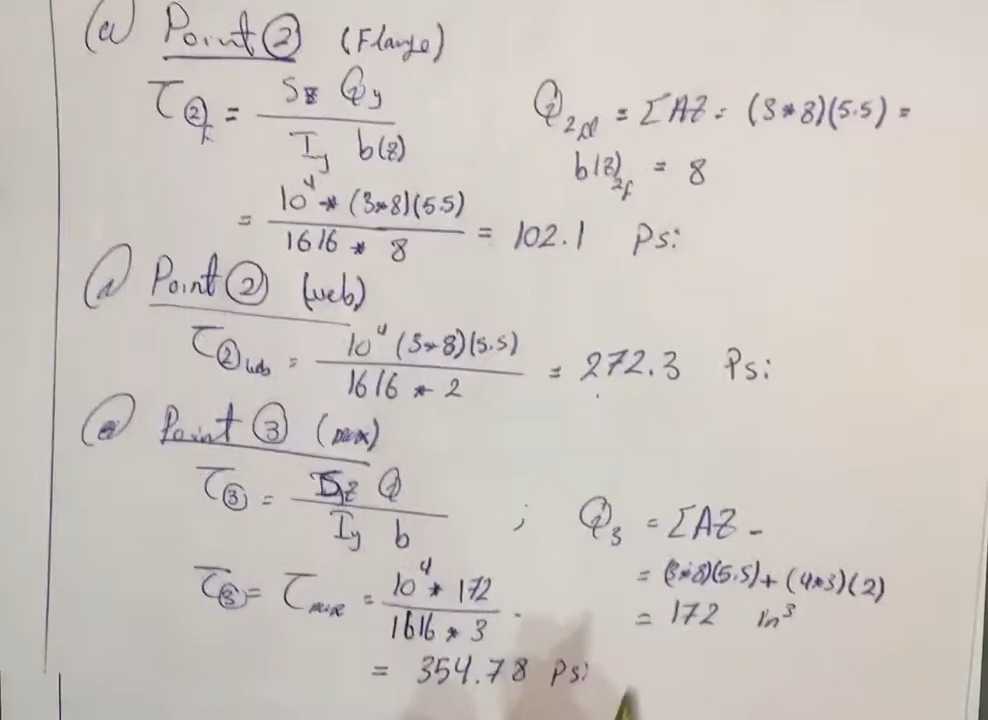 @ Point ② (Flange)
τ②f = Sz Qy / Iy b(z)
Q2fl = ΣAZ = (3*8)(5.5) =
b(z)2f = 8
= 10⁴ * (3*8)(5.5) / 1616 * 8 = 102.1 Psi
@ Point ② (web)
τ②web = 10⁴ (3*8)(5.5) / 1616 * 2 = 272.3 Psi
@ Point ③ (max)
τ③ = Sz Q / Iy b ; Q3 = ΣAZ -
= (3*8)(5.5) + (4*3)(2)
τ③ = τmax = 10⁴ * 172 / 1616 * 3 .
= 172 in³
= 354.78 Psi